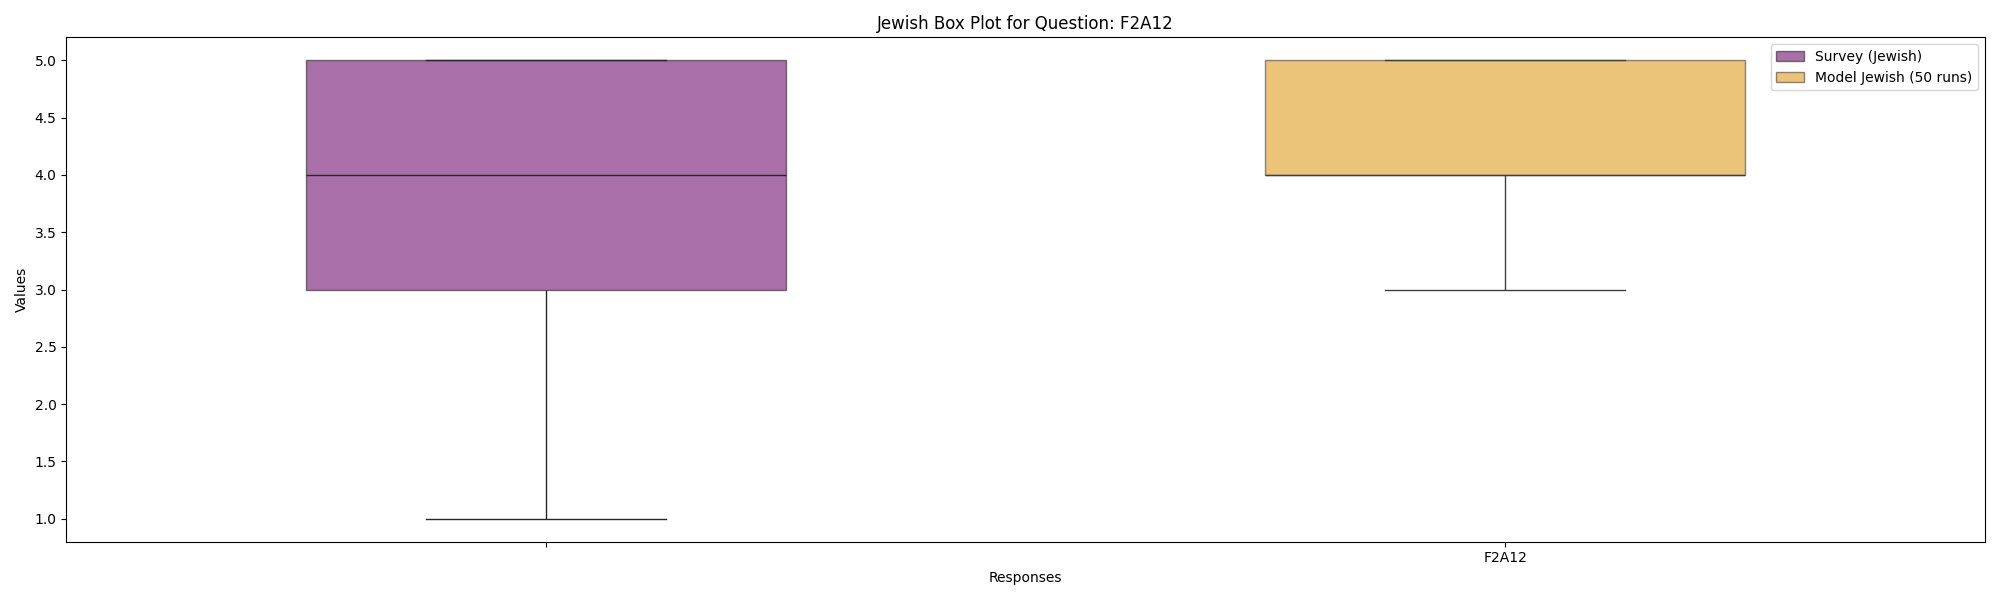 Jewish Box Plot for Question: F2A12
Survey (Jewish)
Model Jewish (50 runs)
5.0
4.5
4.0
3.5
3.0
2.5
2.0
1.5
1.0
Values
F2A12
Responses